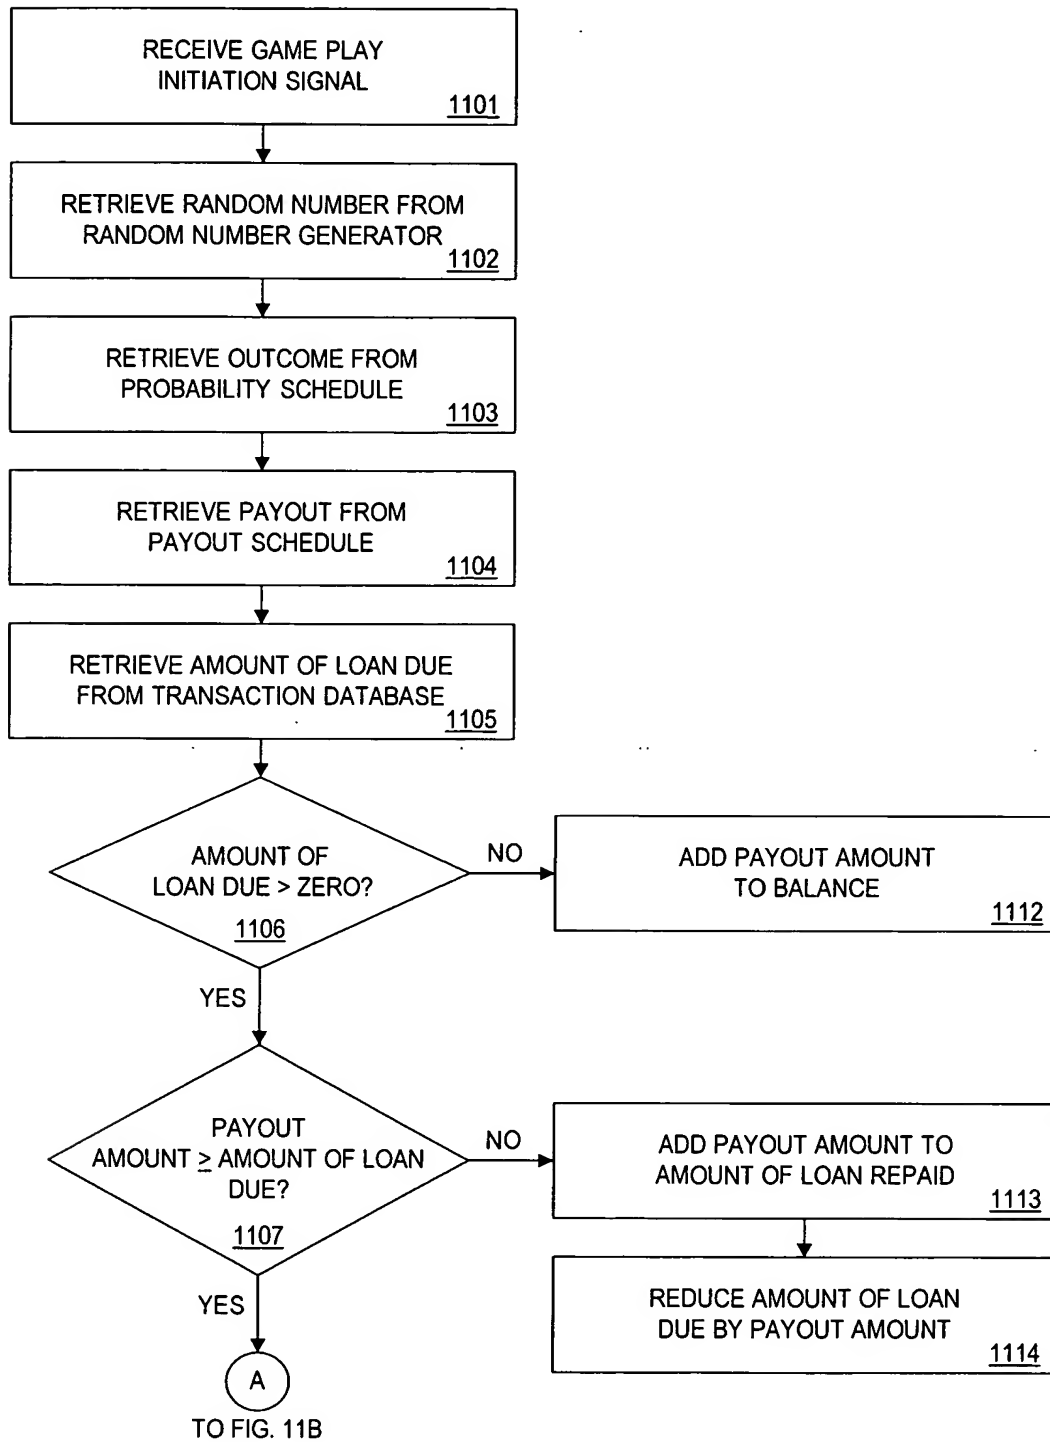 RECEIVE GAME PLAY
INITIATION SIGNAL
1101
RETRIEVE RANDOM NUMBER FROM
RANDOM NUMBER GENERATOR
1102
RETRIEVE OUTCOME FROM
PROBABILITY SCHEDULE
1103
RETRIEVE PAYOUT FROM
PAYOUT SCHEDULE
1104
RETRIEVE AMOUNT OF LOAN DUE
FROM TRANSACTION DATABASE
1105
AMOUNT OF
LOAN DUE > ZERO?
1106
NO
ADD PAYOUT AMOUNT
TO BALANCE
1112
YES
PAYOUT
AMOUNT ≥ AMOUNT OF LOAN
DUE?
1107
NO
ADD PAYOUT AMOUNT TO
AMOUNT OF LOAN REPAID
1113
REDUCE AMOUNT OF LOAN
DUE BY PAYOUT AMOUNT
1114
YES
A
TO FIG. 11B